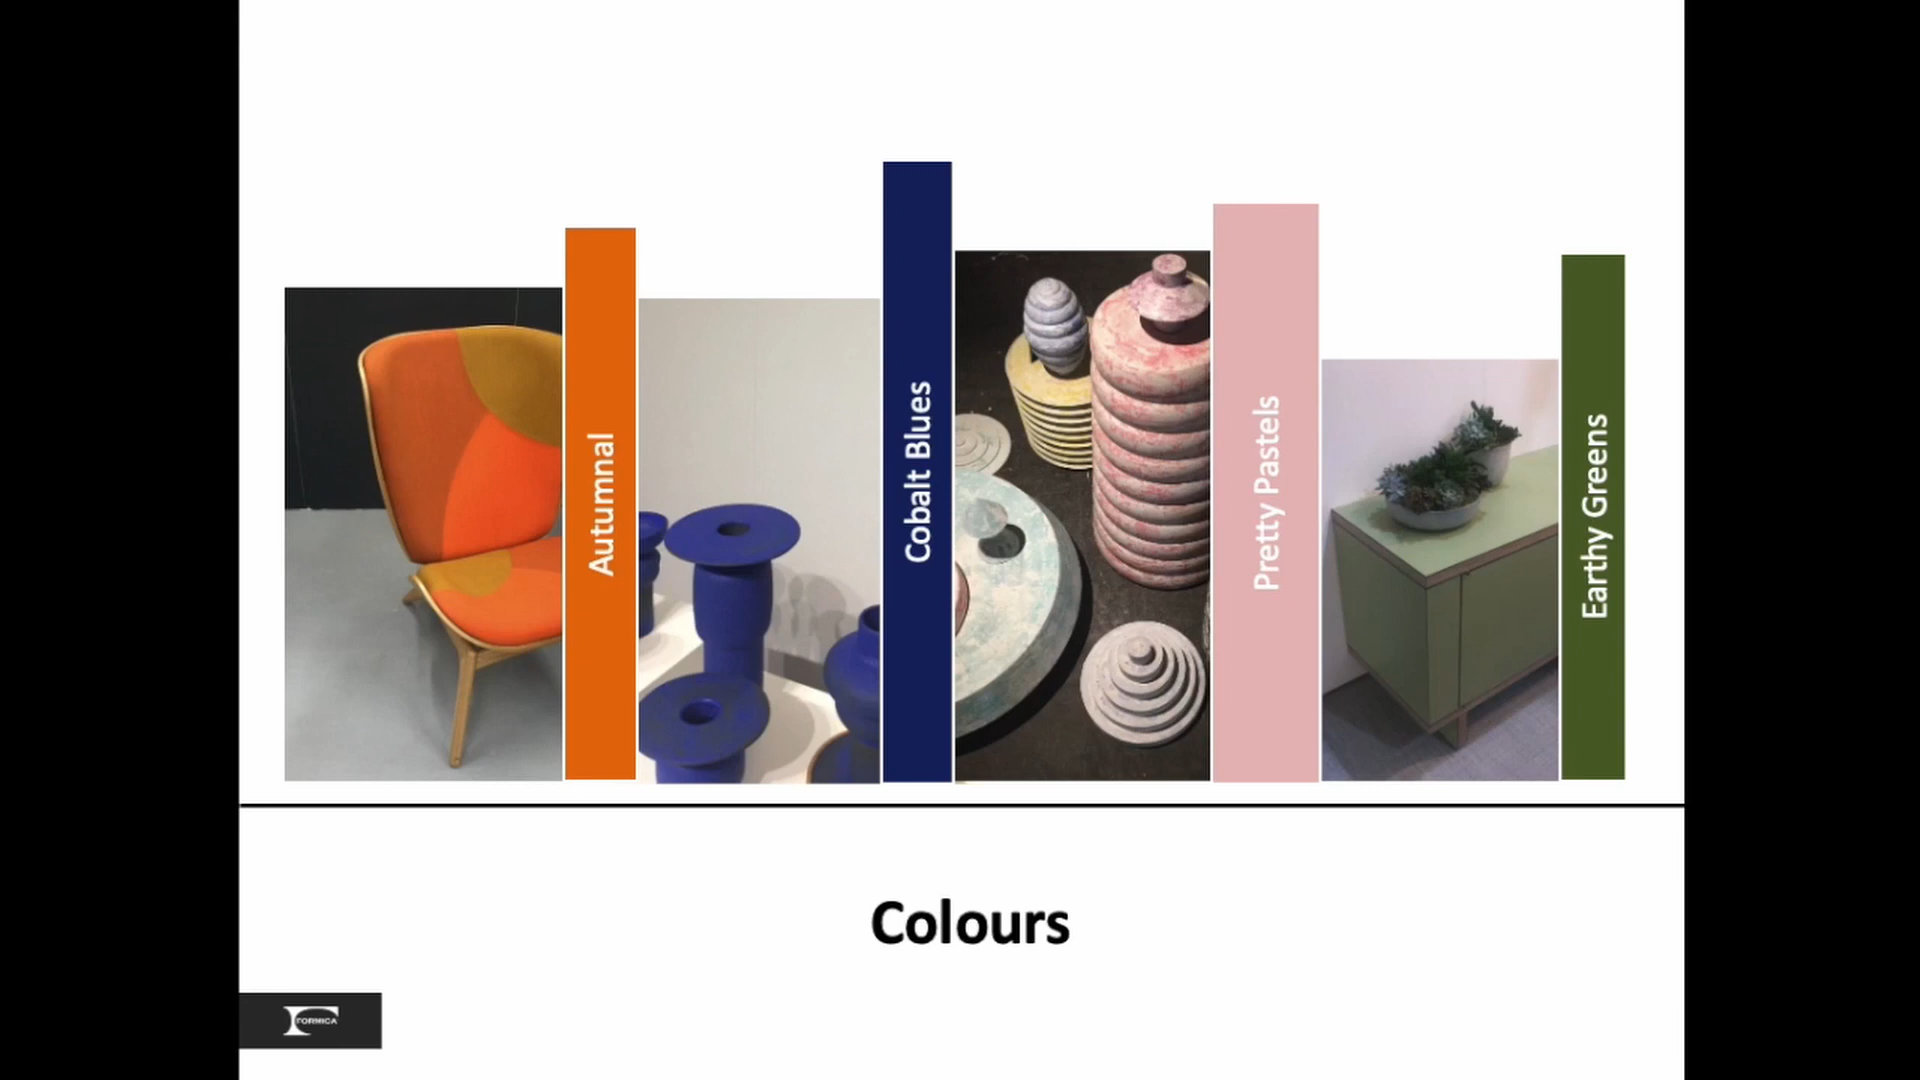 Autumnal
Cobalt Blues
Pretty Pastels
Earthy Greens
Colours
FORMICA